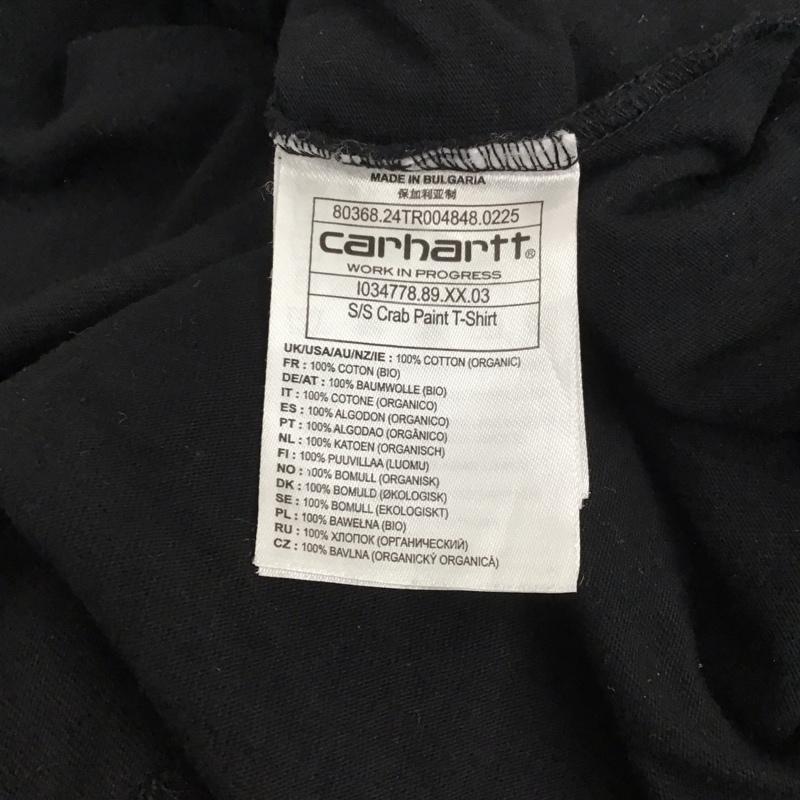 MADE IN BULGARIA
保加利亚制
80368.24TR004848.0225
carhartt®
WORK IN PROGRESS
I034778.89.XX.03
S/S Crab Paint T-Shirt
UK/USA/AU/NZ/IE : 100% COTTON (ORGANIC)
FR : 100% COTON (BIO)
DE/AT : 100% BAUMWOLLE (BIO)
IT : 100% COTONE (ORGANICO)
ES : 100% ALGODON (ORGANICO)
PT : 100% ALGODAO (ORGÂNICO)
NL : 100% KATOEN (ORGANISCH)
FI : 100% PUUVILLAA (LUOMU)
NO : 100% BOMULL (ORGANISK)
DK : 100% BOMULD (ØKOLOGISK)
SE : 100% BOMULL (EKOLOGISKT)
PL : 100% BAWEŁNA (BIO)
RU : 100% ХЛОПОК (ОРГАНИЧЕСКИЙ)
CZ : 100% BAVLNA (ORGANICKÝ ORGANICÁ)